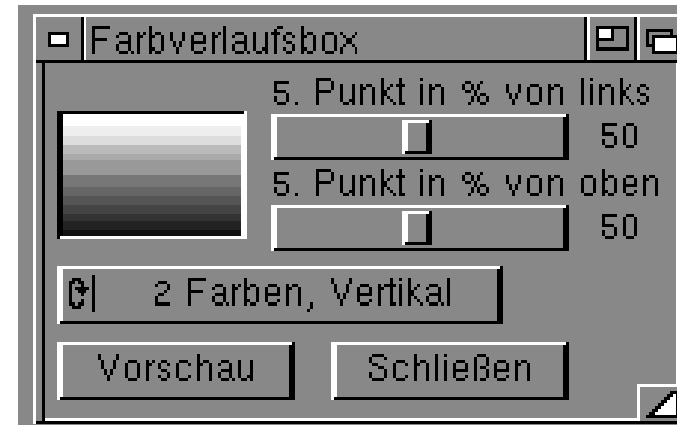 Farbverlaufsbox
5. Punkt in % von links
50
5. Punkt in % von oben
50
2 Farben, Vertikal
Vorschau
Schließen